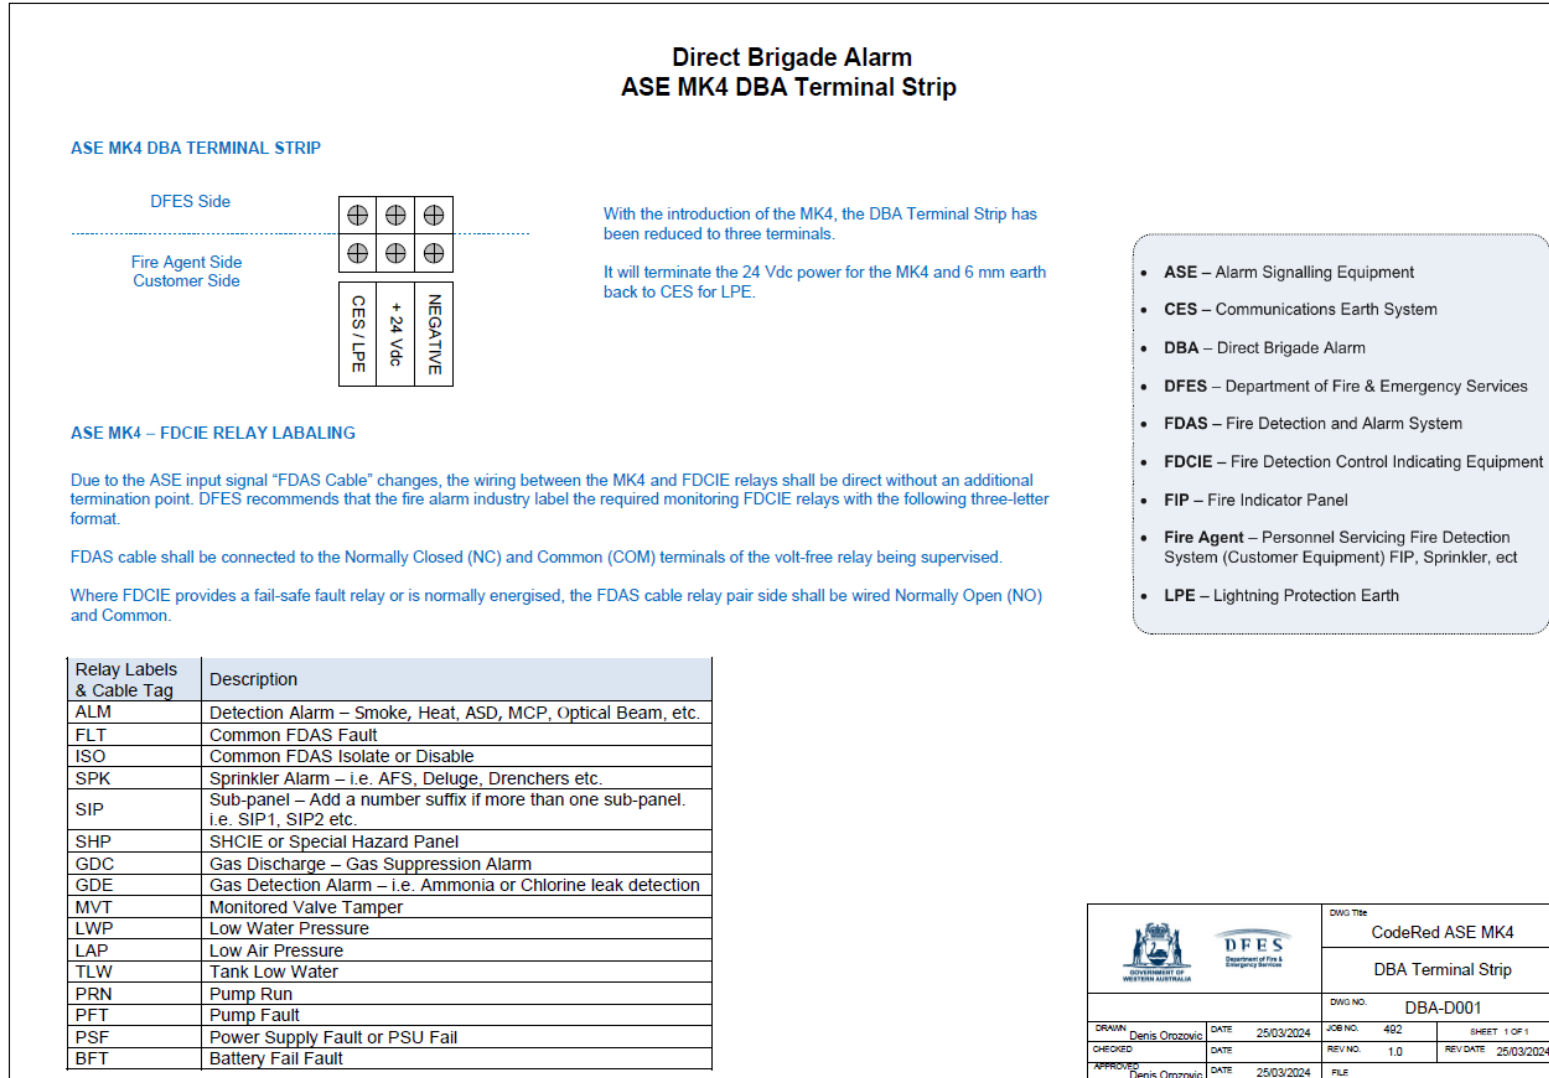 Direct Brigade Alarm
ASE MK4 DBA Terminal Strip
ASE MK4 DBA TERMINAL STRIP
DFES Side
Fire Agent Side
Customer Side
CES / LPE
+ 24 Vdc
NEGATIVE
With the introduction of the MK4, the DBA Terminal Strip has
been reduced to three terminals.
It will terminate the 24 Vdc power for the MK4 and 6 mm earth
back to CES for LPE.
• ASE – Alarm Signalling Equipment
• CES – Communications Earth System
• DBA – Direct Brigade Alarm
• DFES – Department of Fire & Emergency Services
• FDAS – Fire Detection and Alarm System
• FDCIE – Fire Detection Control Indicating Equipment
• FIP – Fire Indicator Panel
• Fire Agent – Personnel Servicing Fire Detection
System (Customer Equipment) FIP, Sprinkler, ect
• LPE – Lightning Protection Earth
ASE MK4 – FDCIE RELAY LABALING
Due to the ASE input signal “FDAS Cable” changes, the wiring between the MK4 and FDCIE relays shall be direct without an additional
termination point. DFES recommends that the fire alarm industry label the required monitoring FDCIE relays with the following three-letter
format.
FDAS cable shall be connected to the Normally Closed (NC) and Common (COM) terminals of the volt-free relay being supervised.
Where FDCIE provides a fail-safe fault relay or is normally energised, the FDAS cable relay pair side shall be wired Normally Open (NO)
and Common.
Relay Labels
& Cable Tag
Description
ALM Detection Alarm – Smoke, Heat, ASD, MCP, Optical Beam, etc.
FLT Common FDAS Fault
ISO Common FDAS Isolate or Disable
SPK Sprinkler Alarm – i.e. AFS, Deluge, Drenchers etc.
SIP Sub-panel – Add a number suffix if more than one sub-panel.
i.e. SIP1, SIP2 etc.
SHP SHCIE or Special Hazard Panel
GDC Gas Discharge – Gas Suppression Alarm
GDE Gas Detection Alarm – i.e. Ammonia or Chlorine leak detection
MVT Monitored Valve Tamper
LWP Low Water Pressure
LAP Low Air Pressure
TLW Tank Low Water
PRN Pump Run
PFT Pump Fault
PSF Power Supply Fault or PSU Fail
BFT Battery Fail Fault
GOVERNMENT OF
WESTERN AUSTRALIA
DFES
Department of Fire &
Emergency Services
DWG Title
CodeRed ASE MK4
DBA Terminal Strip
DWG NO. DBA-D001
DRAWN Denis Orozovic DATE 25/03/2024 JOB NO. 492 SHEET 1 OF 1
CHECKED DATE REV NO. 1.0 REV DATE 25/03/2024
APPROVED Denis Orozovic DATE 25/03/2024 FILE